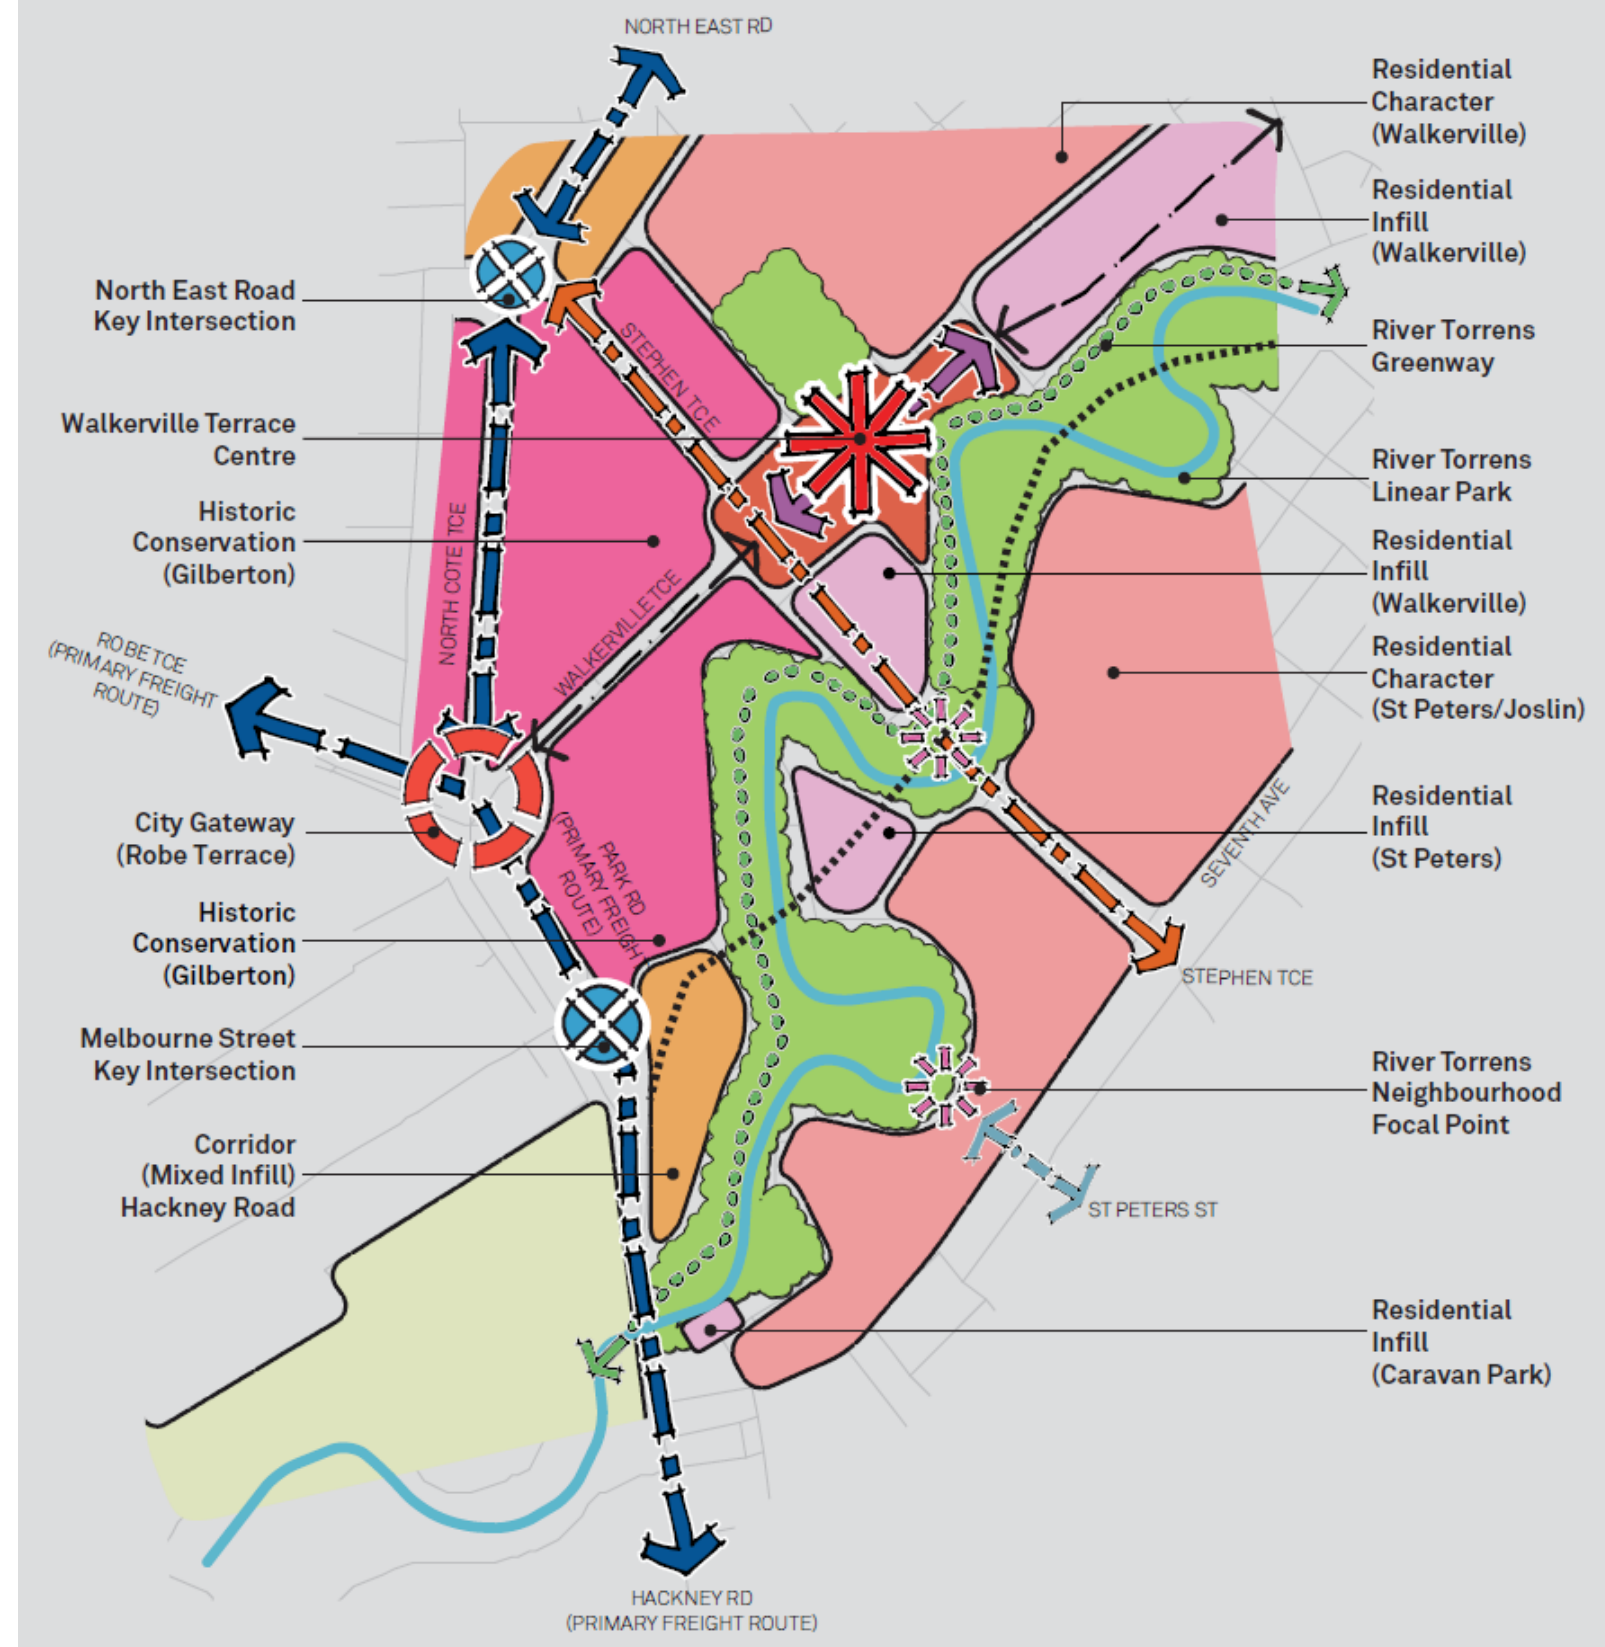 NORTH EAST RD
Residential
Character
(Walkerville)
Residential
Infill
(Walkerville)
North East Road
Key Intersection
STEPHEN TCE
River Torrens
Greenway
Walkerville Terrace
Centre
River Torrens
Linear Park
Historic
Conservation
(Gilberton)
NORTH COTE TCE
WALKERVILLE TCE
Residential
Infill
(Walkerville)
ROBE TCE
(PRIMARY FREIGHT
ROUTE)
Residential
Character
(St Peters/Joslin)
City Gateway
(Robe Terrace)
PARK RD
(PRIMARY FREIGH
ROUTE)
SEVENTH AVE
Residential
Infill
(St Peters)
Historic
Conservation
(Gilberton)
STEPHEN TCE
Melbourne Street
Key Intersection
River Torrens
Neighbourhood
Focal Point
Corridor
(Mixed Infill)
Hackney Road
ST PETERS ST
Residential
Infill
(Caravan Park)
HACKNEY RD
(PRIMARY FREIGHT ROUTE)